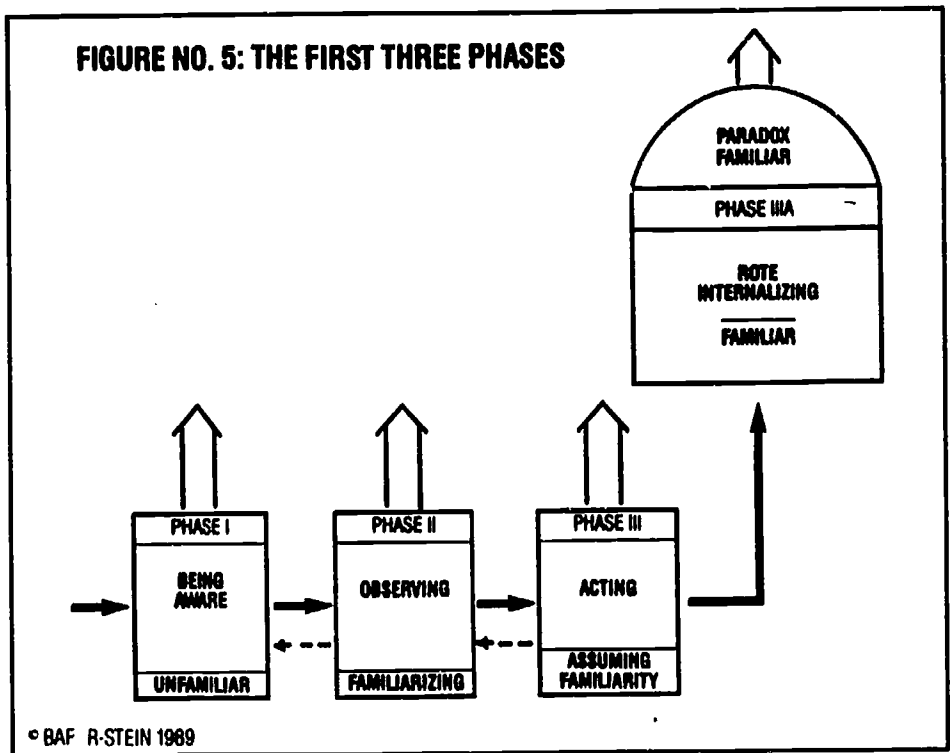 FIGURE NO. 5: THE FIRST THREE PHASES
PARADOX
FAMILIAR
PHASE IIIA
ROTE
INTERNALIZING
FAMILIAR
PHASE I
BEING
AWARE
UNFAMILIAR
PHASE II
OBSERVING
FAMILIARIZING
PHASE III
ACTING
ASSUMING
FAMILIARITY
© BAF R-STEIN 1989